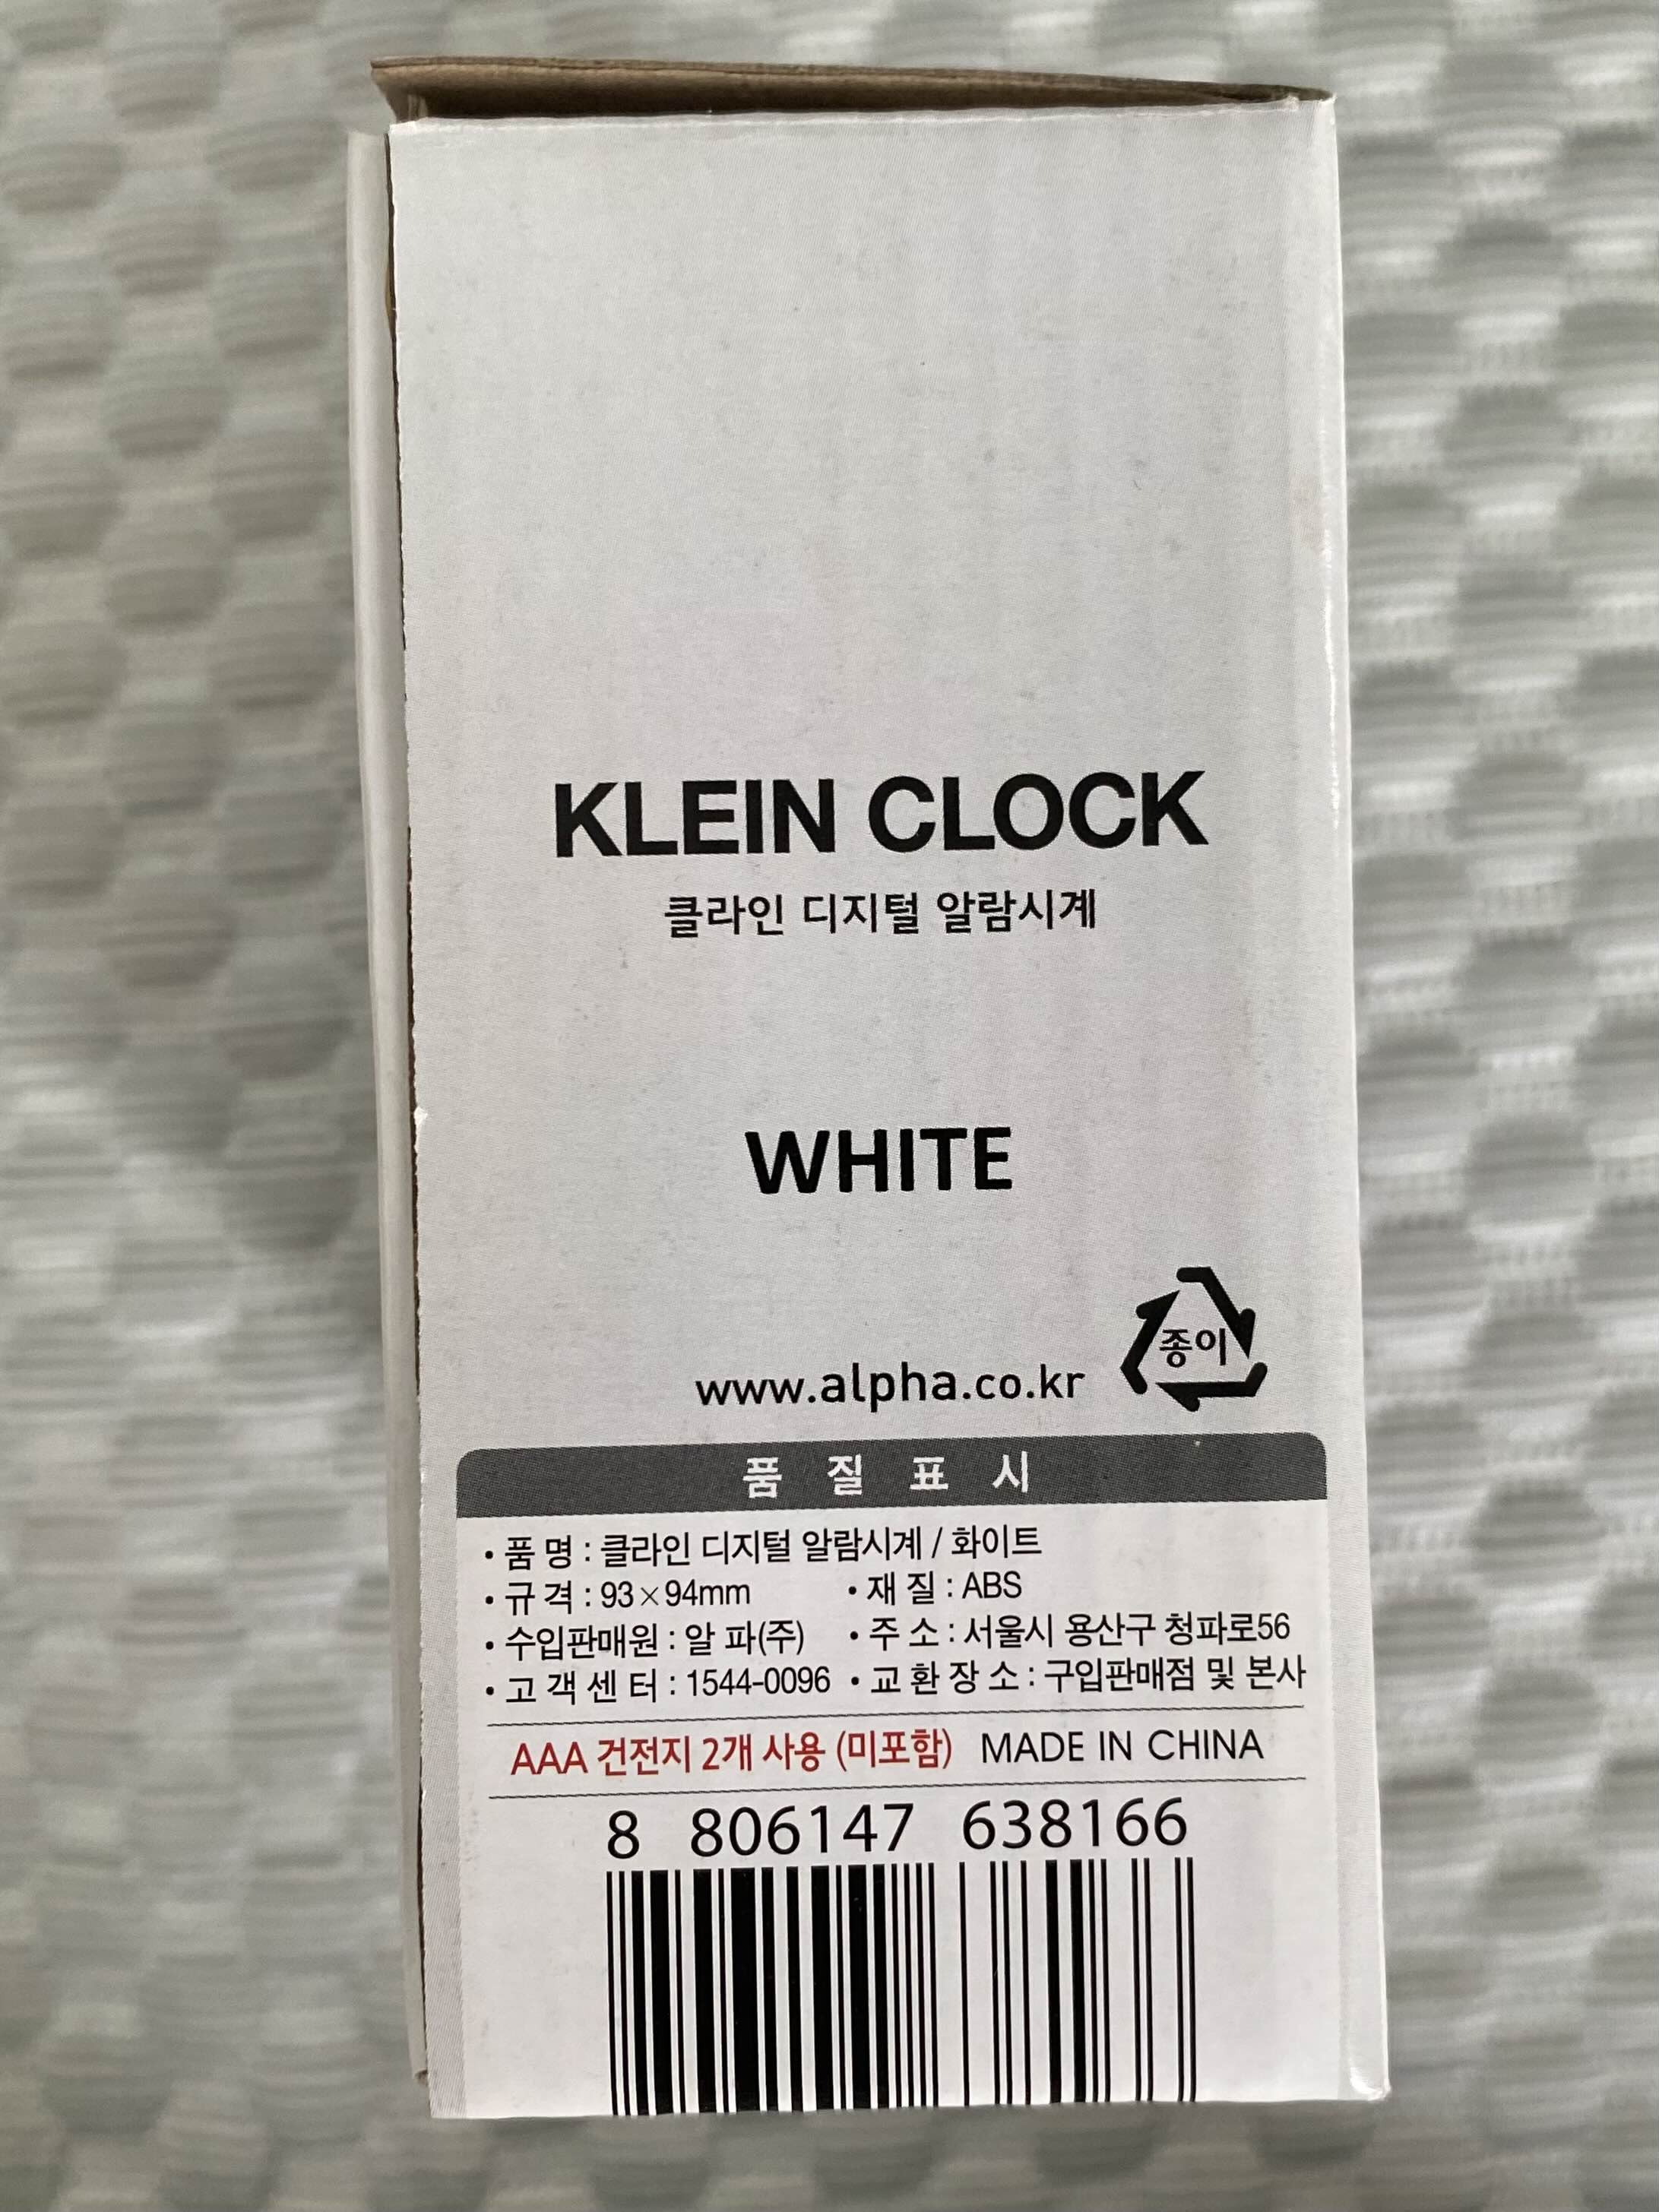 KLEIN CLOCK
클라인 디지털 알람시계
WHITE
종이
www.alpha.co.kr
품 질 표 시
• 품 명 : 클라인 디지털 알람시계 / 화이트
• 규 격 : 93×94mm • 재 질 : ABS
• 수입판매원 : 알 파(주) • 주 소 : 서울시 용산구 청파로56
• 고 객 센 터 : 1544-0096 • 교 환 장 소 : 구입판매점 및 본사
AAA 건전지 2개 사용 (미포함) MADE IN CHINA
8 806147 638166